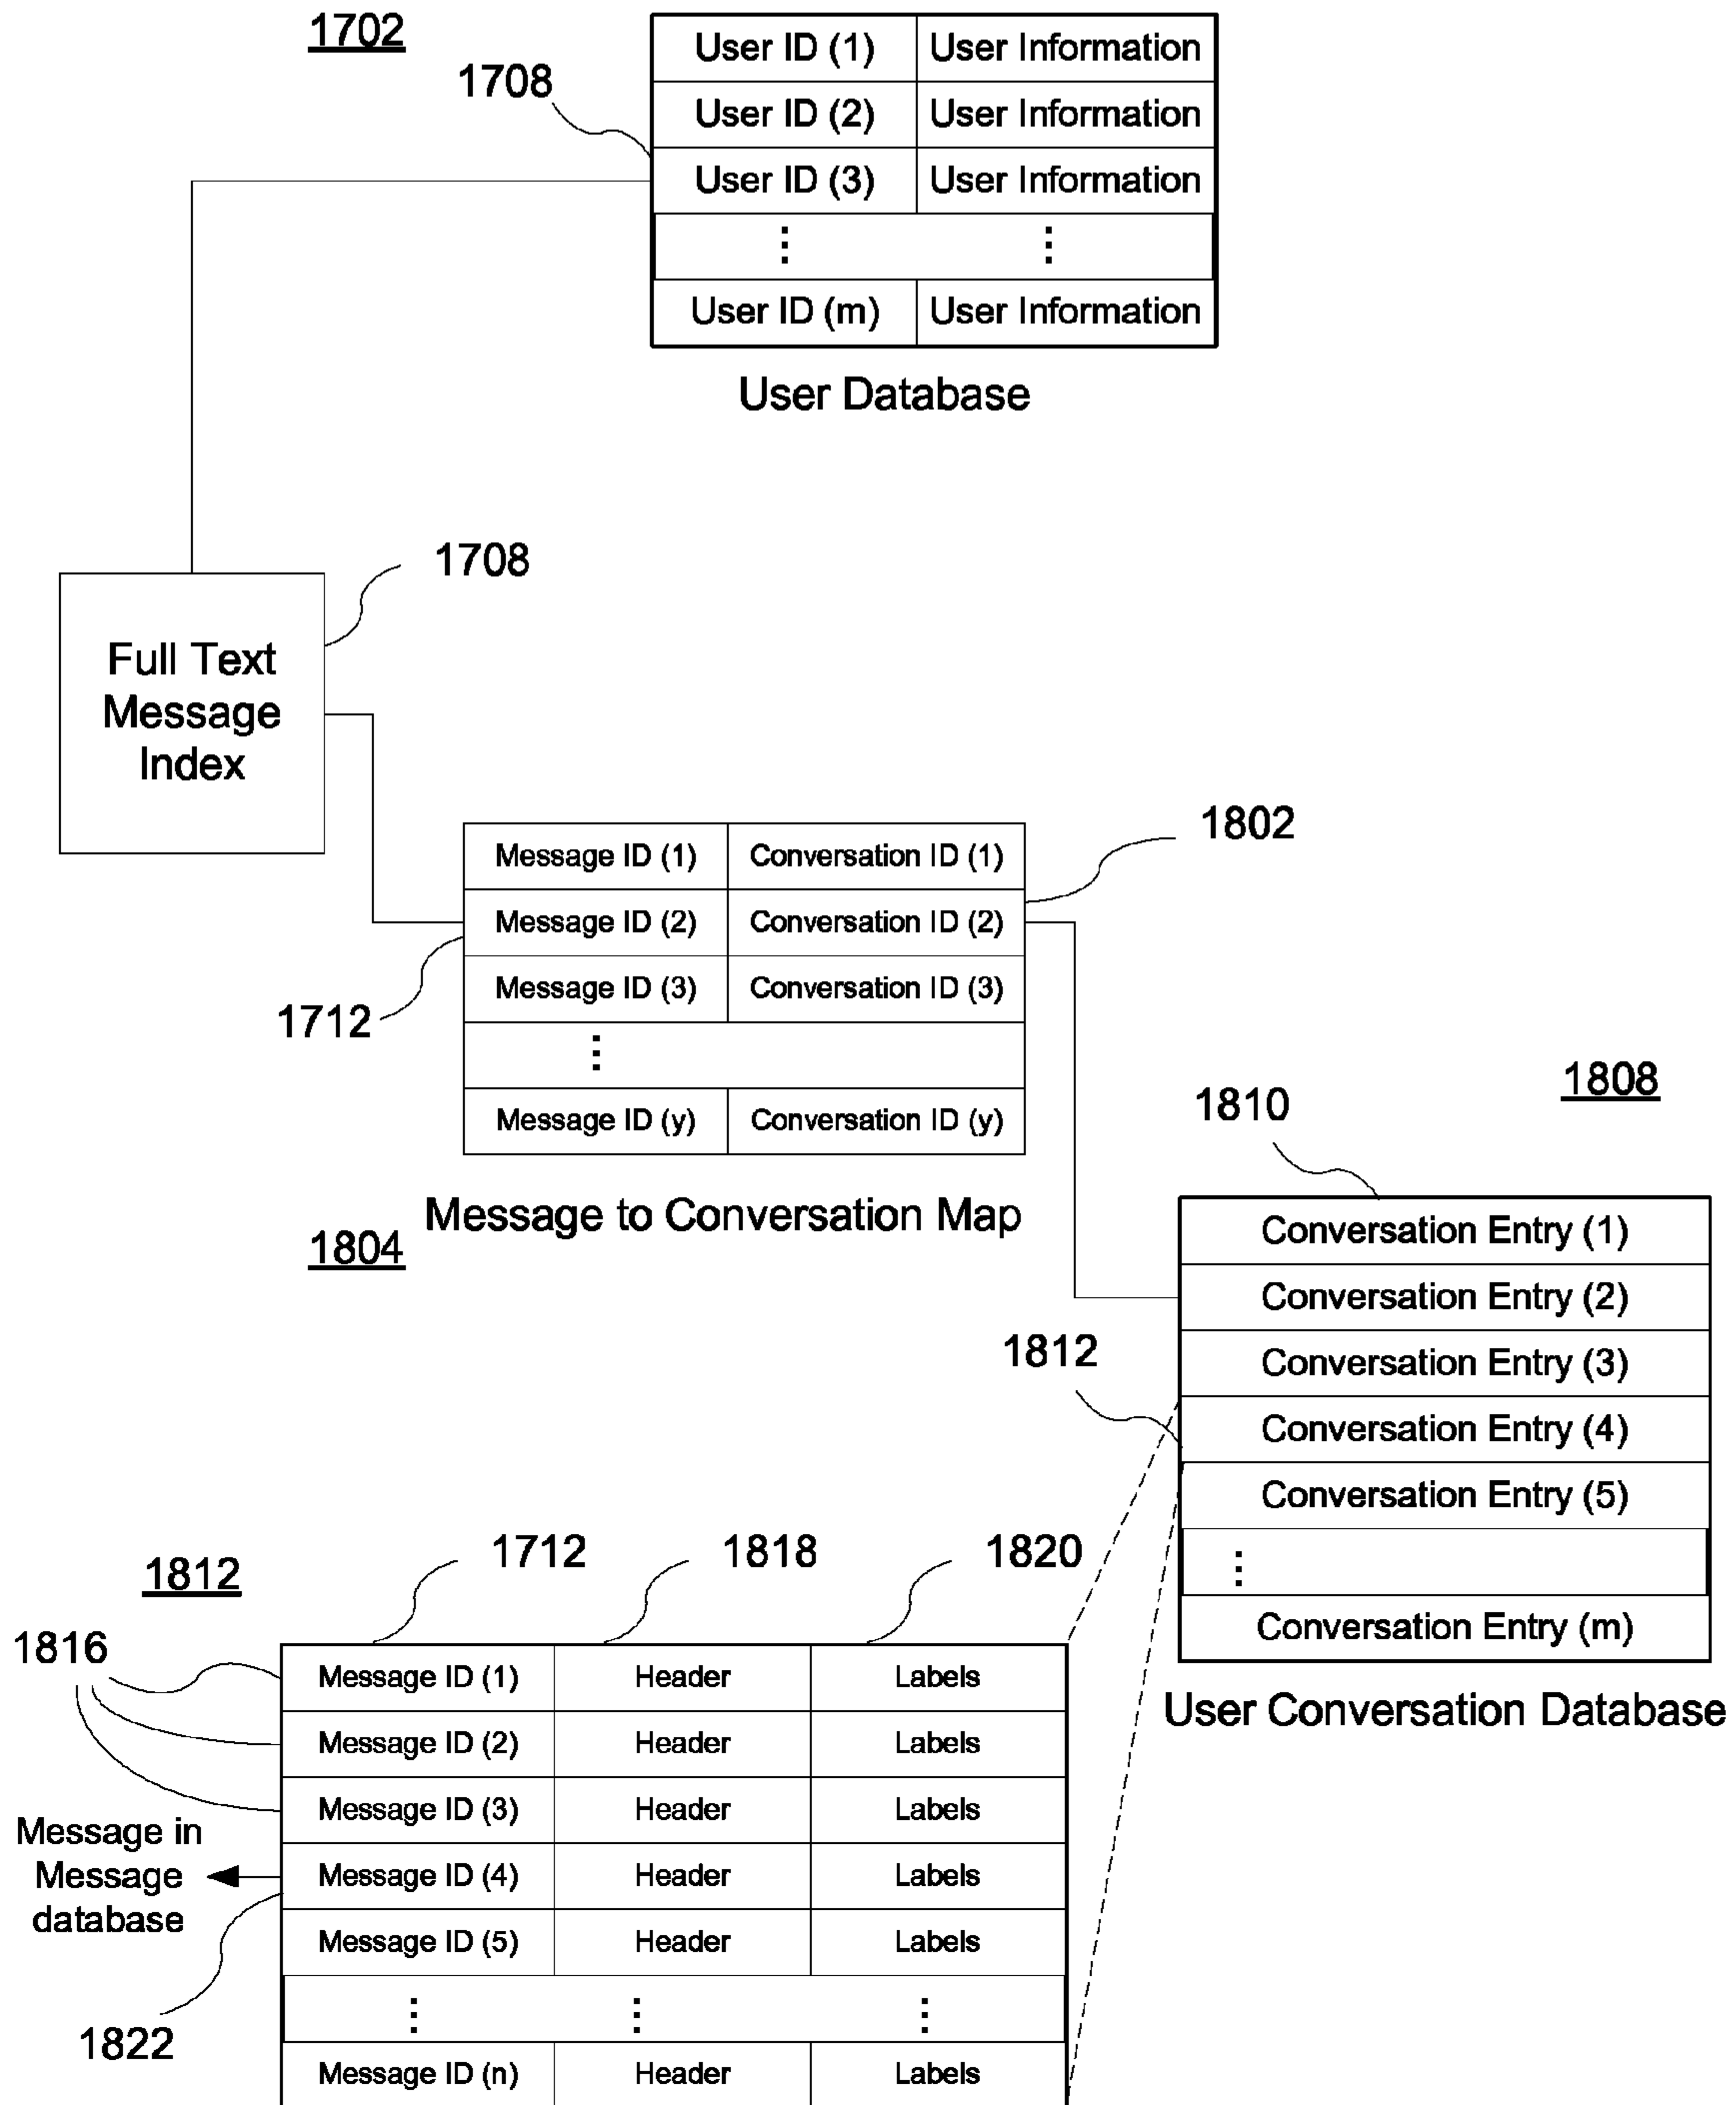 1702
User ID (1) User Information
1708
User ID (2) User Information
User ID (3) User Information
⋮ ⋮
User ID (m) User Information
User Database
1708
Full Text
Message
Index
1802
Message ID (1) Conversation ID (1)
Message ID (2) Conversation ID (2)
Message ID (3) Conversation ID (3)
1712
⋮
Message ID (y) Conversation ID (y)
Message to Conversation Map
1804
1808
1810
Conversation Entry (1)
Conversation Entry (2)
Conversation Entry (3)
1812
Conversation Entry (4)
Conversation Entry (5)
⋮
Conversation Entry (m)
User Conversation Database
1812
1712 1818 1820
1816
Message ID (1) Header Labels
Message ID (2) Header Labels
Message ID (3) Header Labels
Message in
Message
database
Message ID (4) Header Labels
Message ID (5) Header Labels
⋮ ⋮ ⋮
1822
Message ID (n) Header Labels